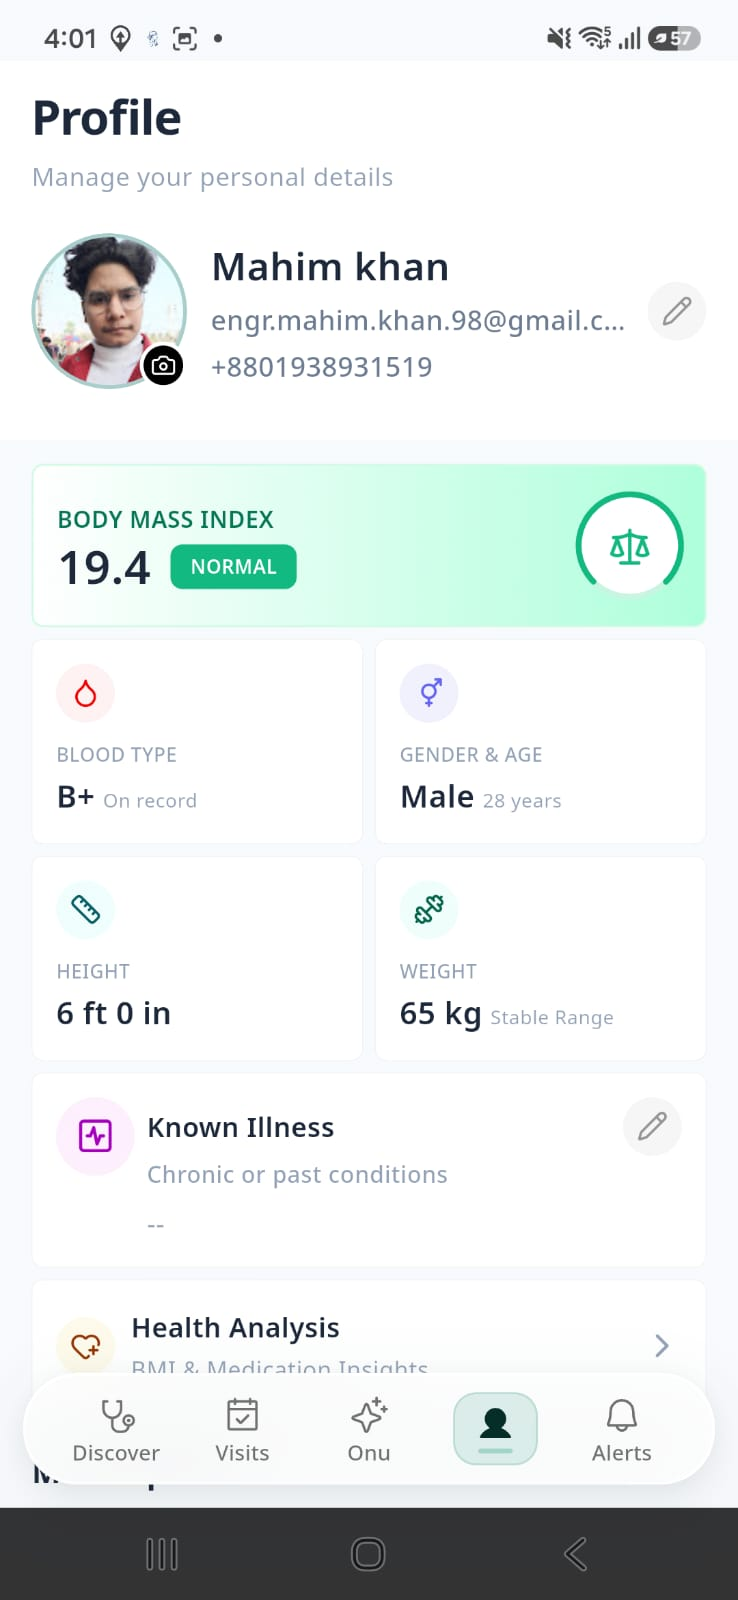 4:01
5
57
Profile
Manage your personal details
Mahim khan
engr.mahim.khan.98@gmail.c...
+8801938931519
BODY MASS INDEX
19.4 NORMAL
BLOOD TYPE
B+ On record
GENDER & AGE
Male 28 years
HEIGHT
6 ft 0 in
WEIGHT
65 kg Stable Range
Known Illness
Chronic or past conditions
--
Health Analysis
BMI & Medication Insights
Discover
Visits
Onu
Alerts